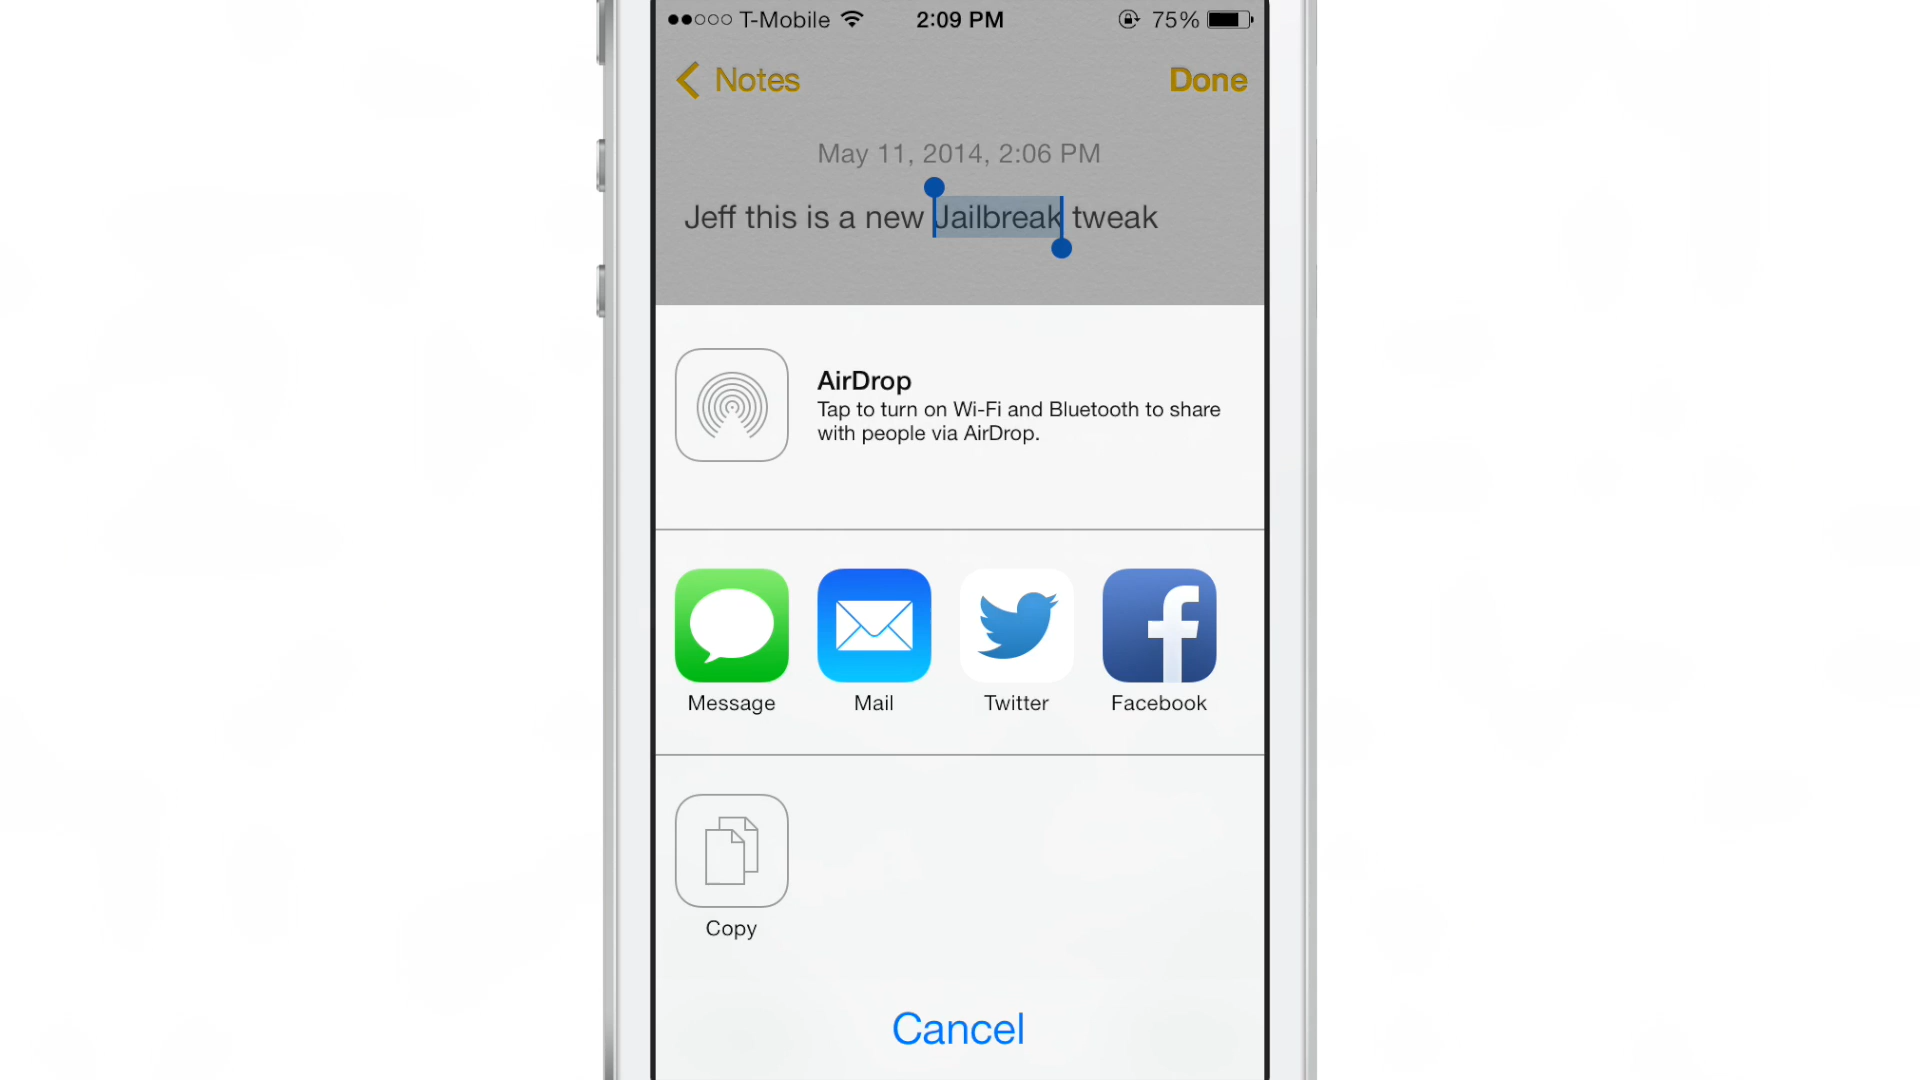 T-Mobile 2:09 PM 75%
Notes Done
May 11, 2014, 2:06 PM
Jeff this is a new Jailbreak tweak
AirDrop
Tap to turn on Wi-Fi and Bluetooth to share
with people via AirDrop.
Message Mail Twitter Facebook
Copy
Cancel